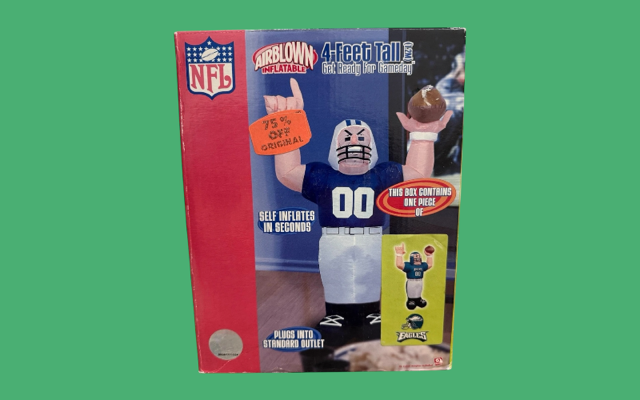 NFL
AIRBLOWN
INFLATABLE
4-Feet Tall
Get Ready For Gameday
75%
OFF
ORIGINAL
00
THIS BOX CONTAINS
ONE PIECE
OF
SELF INFLATES
IN SECONDS
EAGLES
PLUGS INTO
STANDARD OUTLET